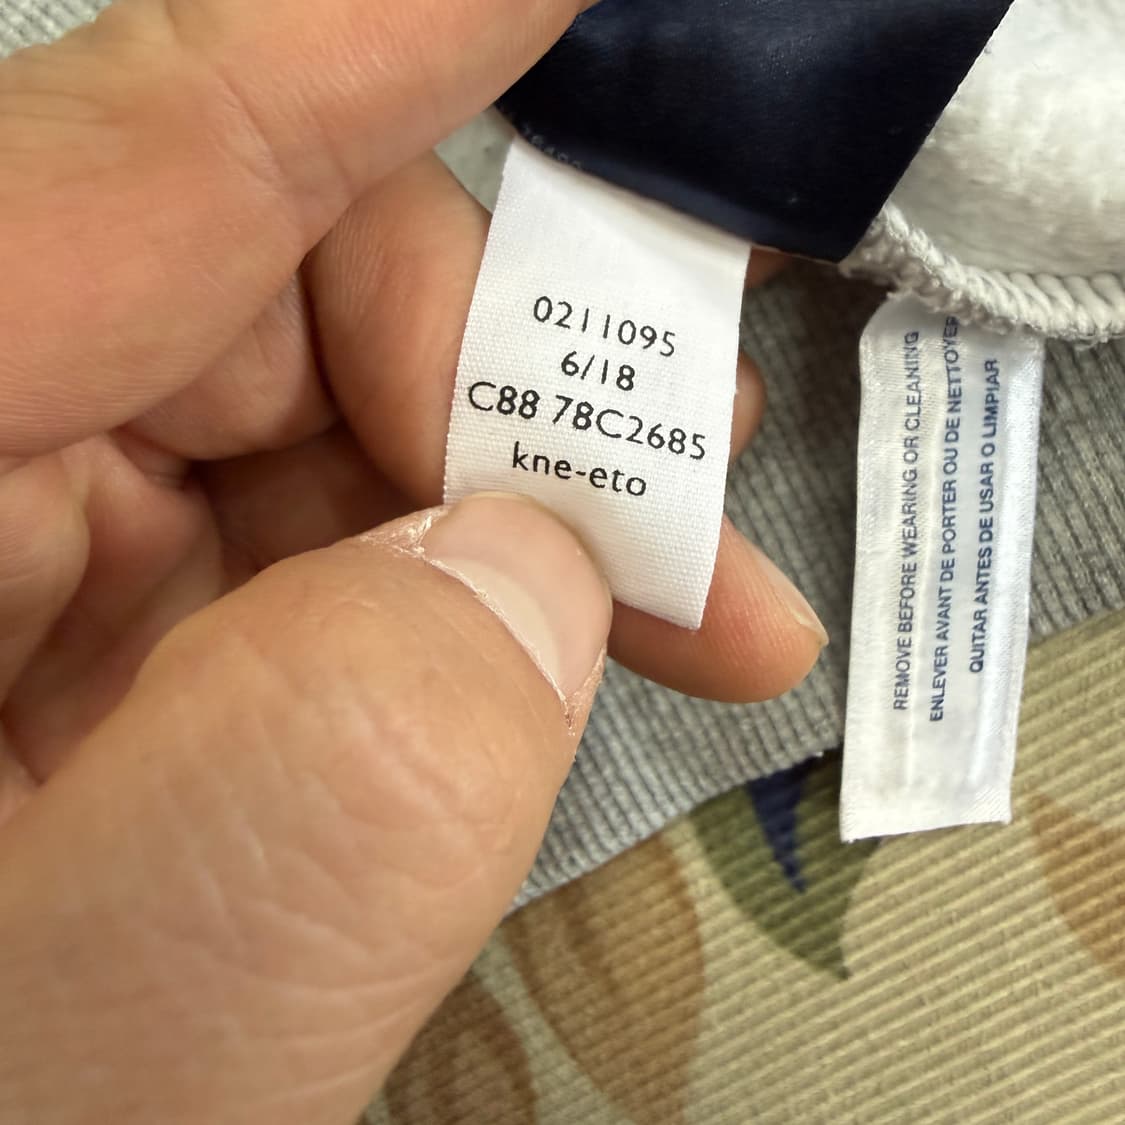 0211095
6/18
C88 78C2685
kne-eto
REMOVE BEFORE WEARING OR CLEANING
ENLEVER AVANT DE PORTER OU DE NETTOYER
QUITAR ANTES DE USAR O LIMPIAR